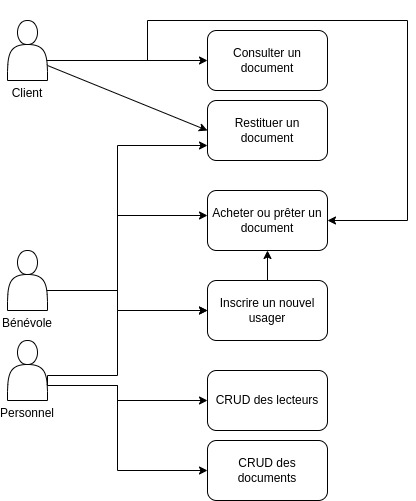 Consulter un
document
Client
Restituer un
document
Acheter ou prêter un
document
Bénévole
Inscrire un nouvel
usager
Personnel
CRUD des lecteurs
CRUD des
documents